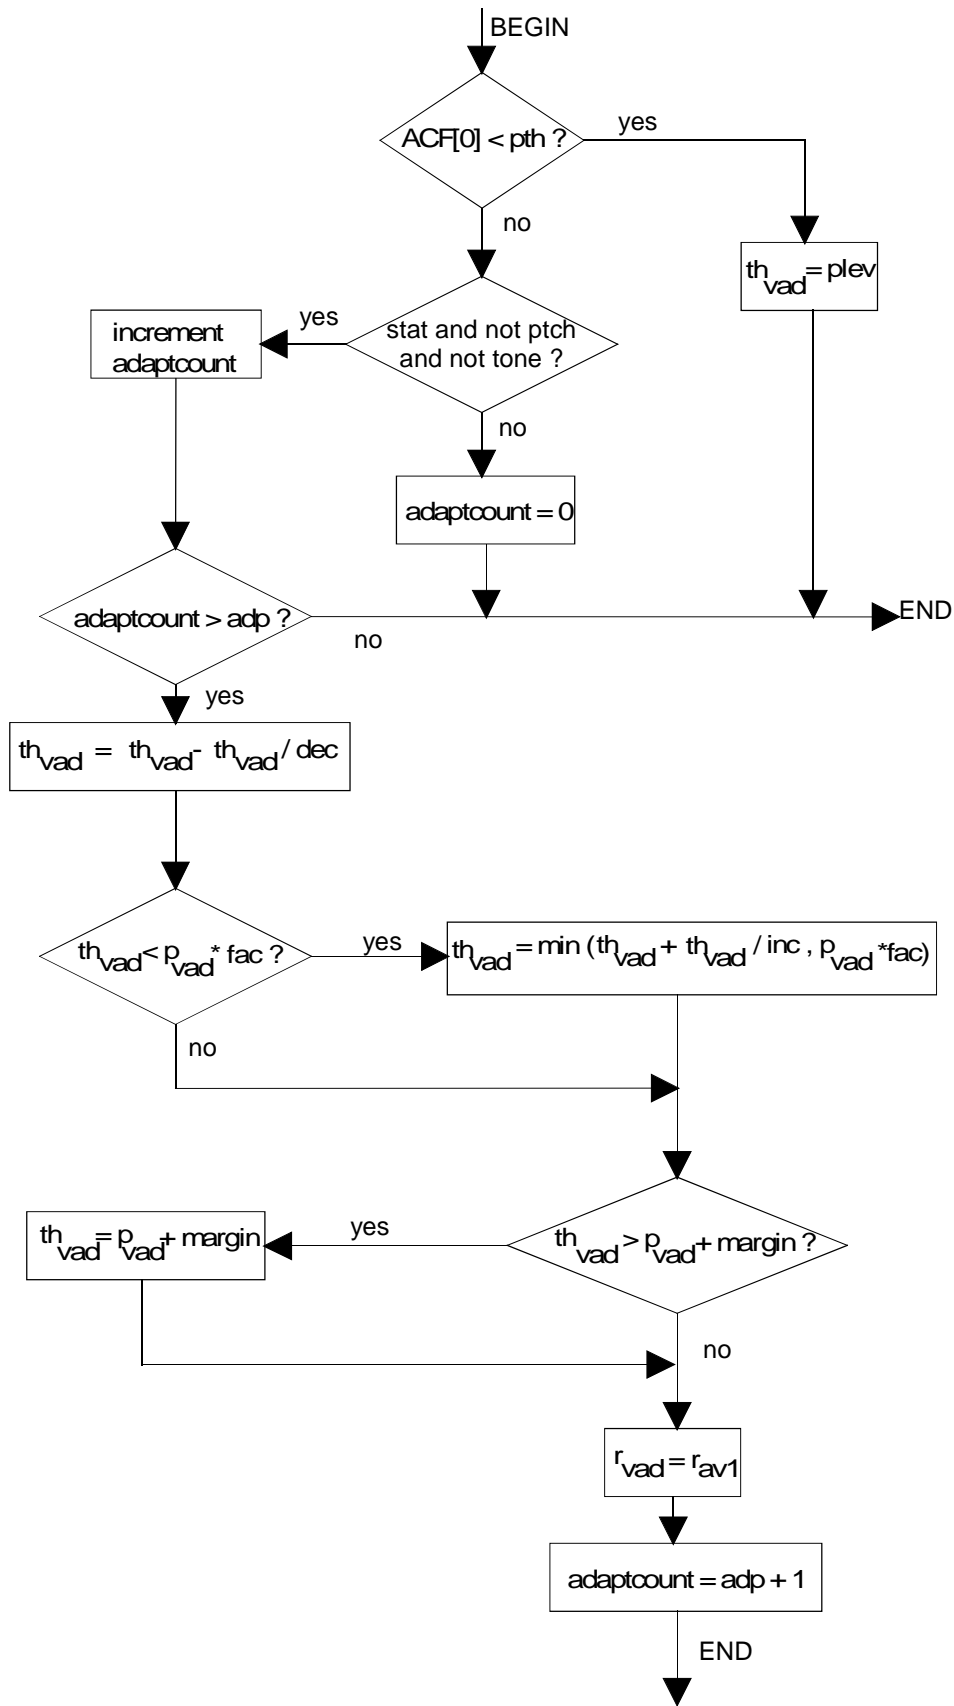 BEGIN
ACF[0] < pth ?
yes
no
th_vad = plev
stat and not ptch
and not tone ?
yes
increment
adaptcount
no
adaptcount = 0
adaptcount > adp ?
no
END
yes
th_vad = th_vad - th_vad / dec
th_vad < p_vad * fac ?
yes
th_vad = min (th_vad + th_vad / inc , p_vad *fac)
no
th_vad > p_vad + margin ?
yes
th_vad = p_vad + margin
no
r_vad = r_av1
adaptcount = adp + 1
END